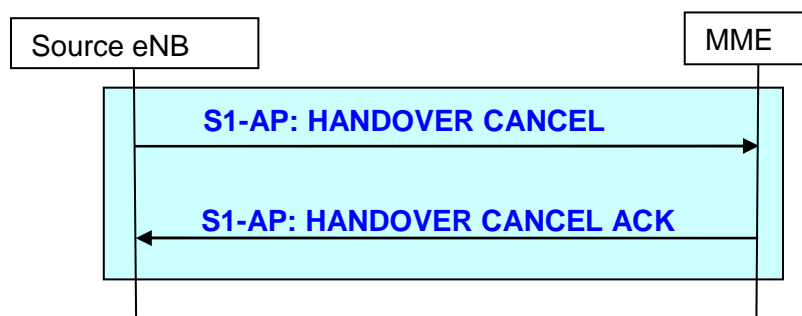 Source eNB
MME
S1-AP: HANDOVER CANCEL
S1-AP: HANDOVER CANCEL ACK